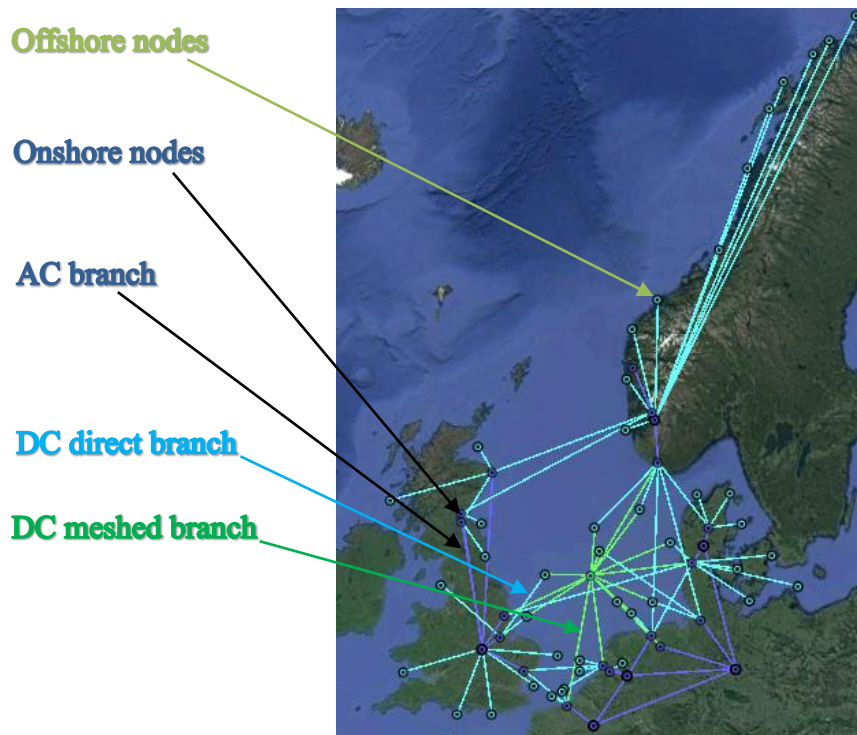 Offshore nodes
Onshore nodes
AC branch
DC direct branch
DC meshed branch